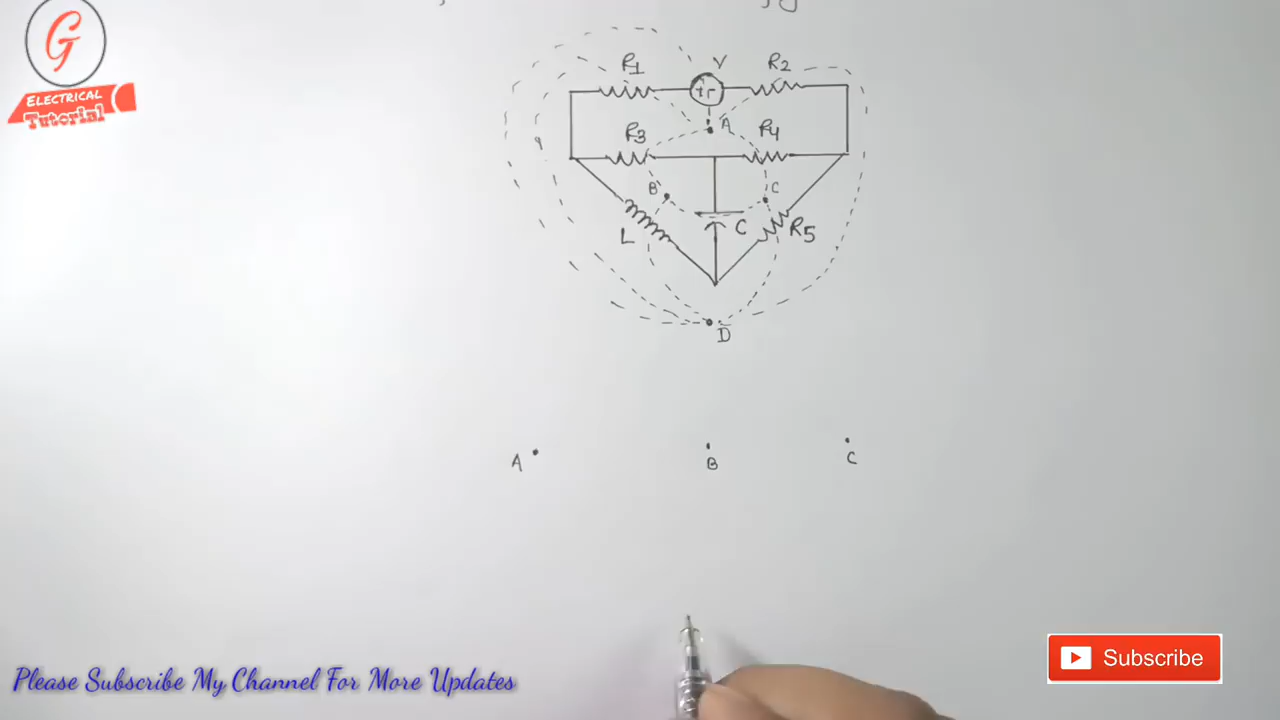 G
ELECTRICAL
Tutorial
R1 V R2
+-
A
R3 R4
B C
L C R5
D
A B C
Please Subscribe My Channel For More Updates
Subscribe